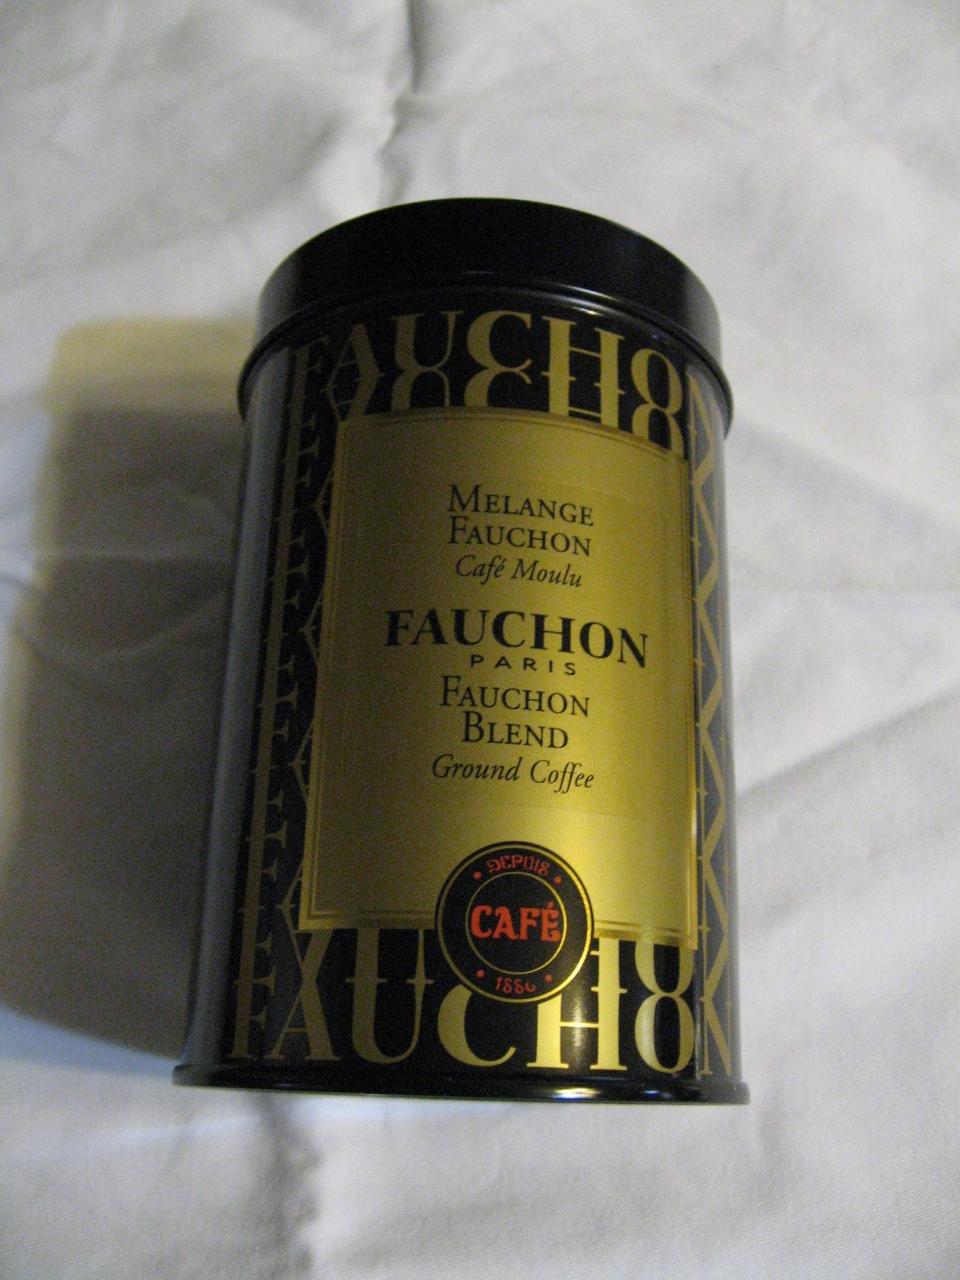 FAUCHON
MELANGE
FAUCHON
Café Moulu
FAUCHON
PARIS
FAUCHON
BLEND
Ground Coffee
DEPUIS
CAFÉ
1886
FAUCHON